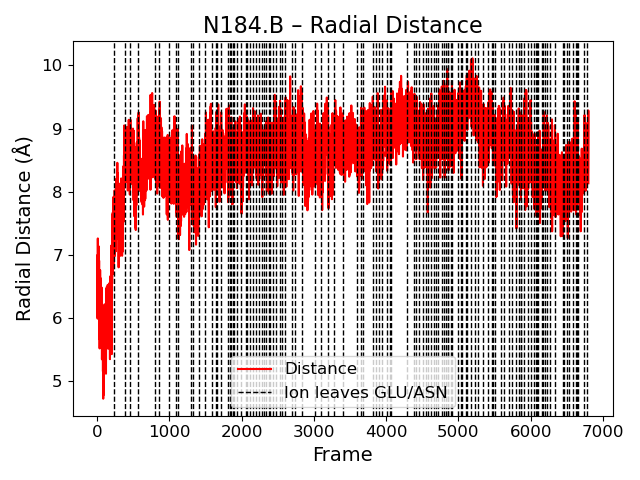 N184.B – Radial Distance
Radial Distance (Å)
10
9
8
7
6
5
Distance
Ion leaves GLU/ASN
0 1000 2000 3000 4000 5000 6000 7000
Frame